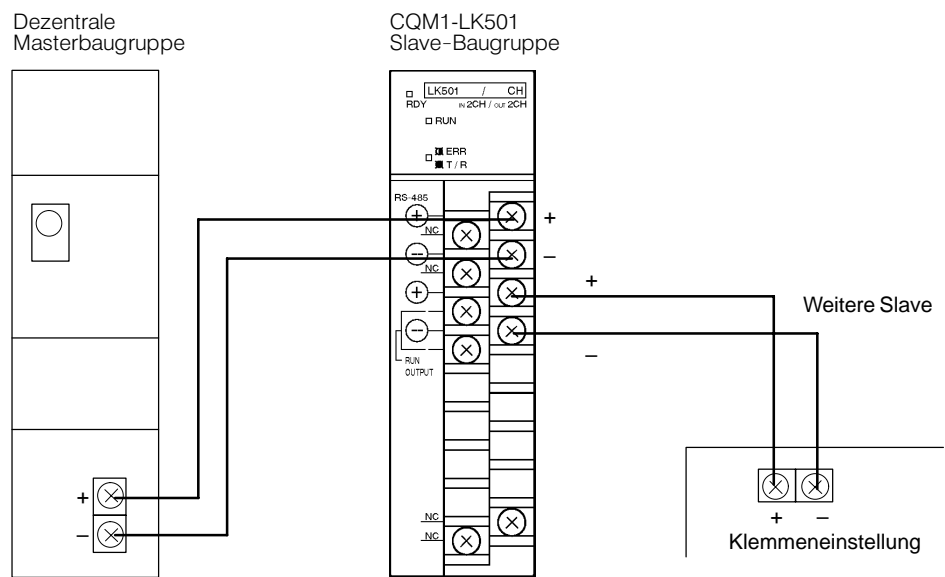 Dezentrale
Masterbaugruppe
CQM1-LK501
Slave-Baugruppe
LK501 / CH
RDY IN 2CH / OUT 2CH
RUN
ERR
T / R
RS-485
+
NC
−
NC
+
−
RUN
OUTPUT
NC
NC
+
−
+
−
Weitere Slave
+
−
+ −
Klemmeneinstellung